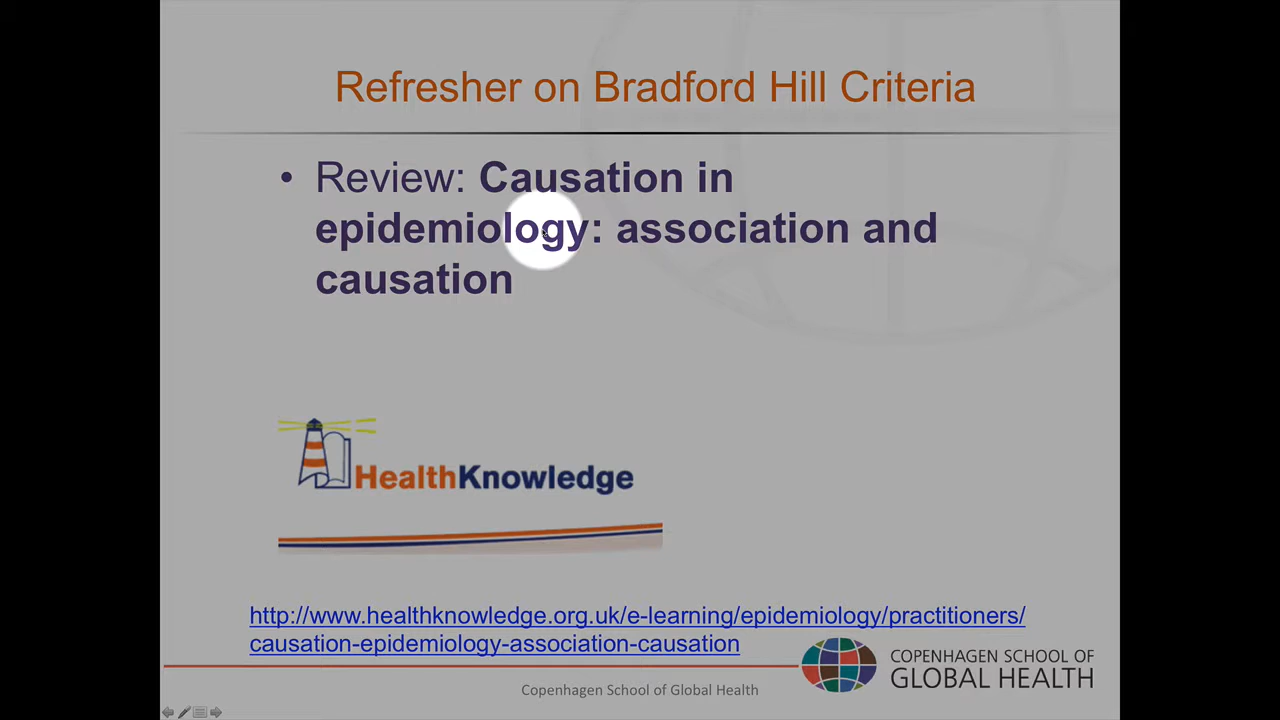 Refresher on Bradford Hill Criteria
• Review: Causation in
epidemiology: association and
causation
HealthKnowledge
http://www.healthknowledge.org.uk/e-learning/epidemiology/practitioners/
causation-epidemiology-association-causation
COPENHAGEN SCHOOL OF
GLOBAL HEALTH
Copenhagen School of Global Health